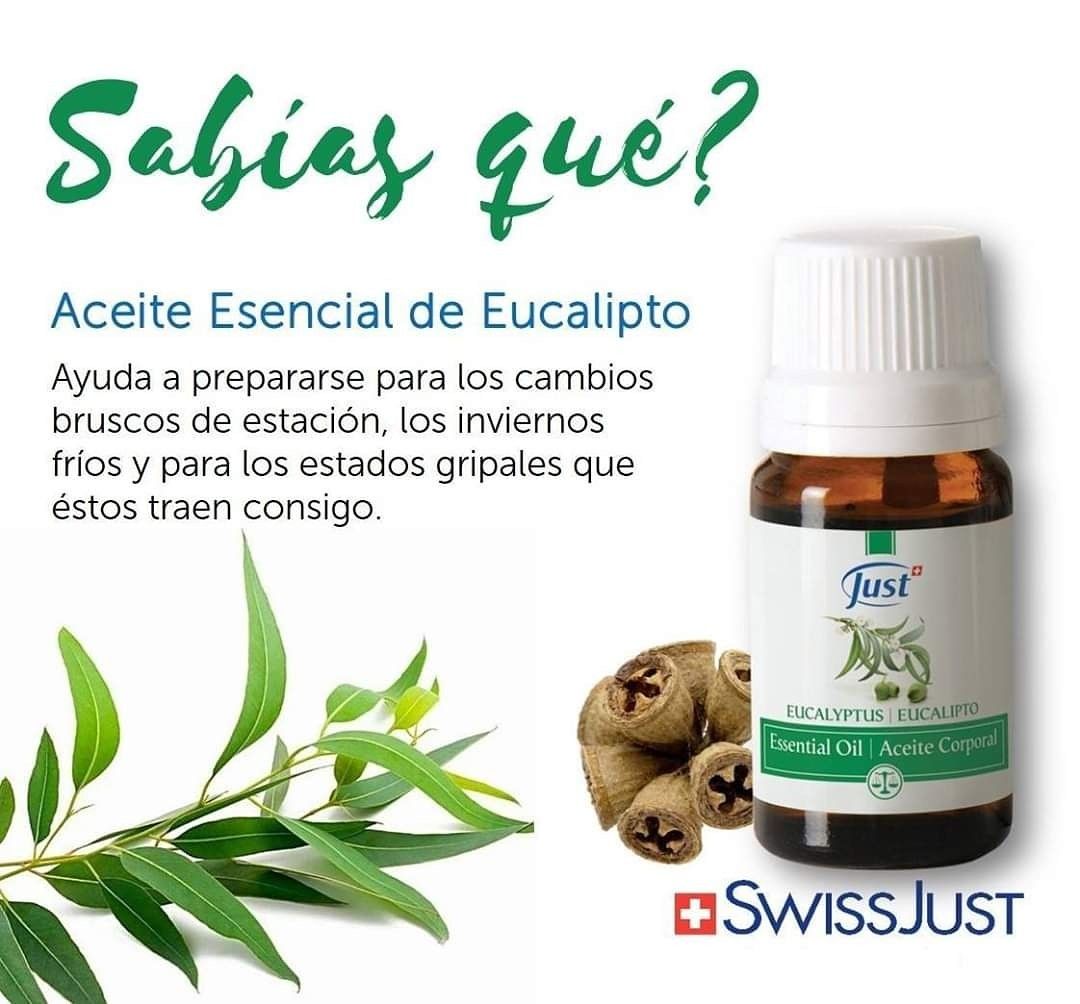 Sabías qué?
Aceite Esencial de Eucalipto
Ayuda a prepararse para los cambios
bruscos de estación, los inviernos
fríos y para los estados gripales que
éstos traen consigo.
Just
EUCALYPTUS | EUCALIPTO
Essential Oil | Aceite Corporal
SWISSJUST